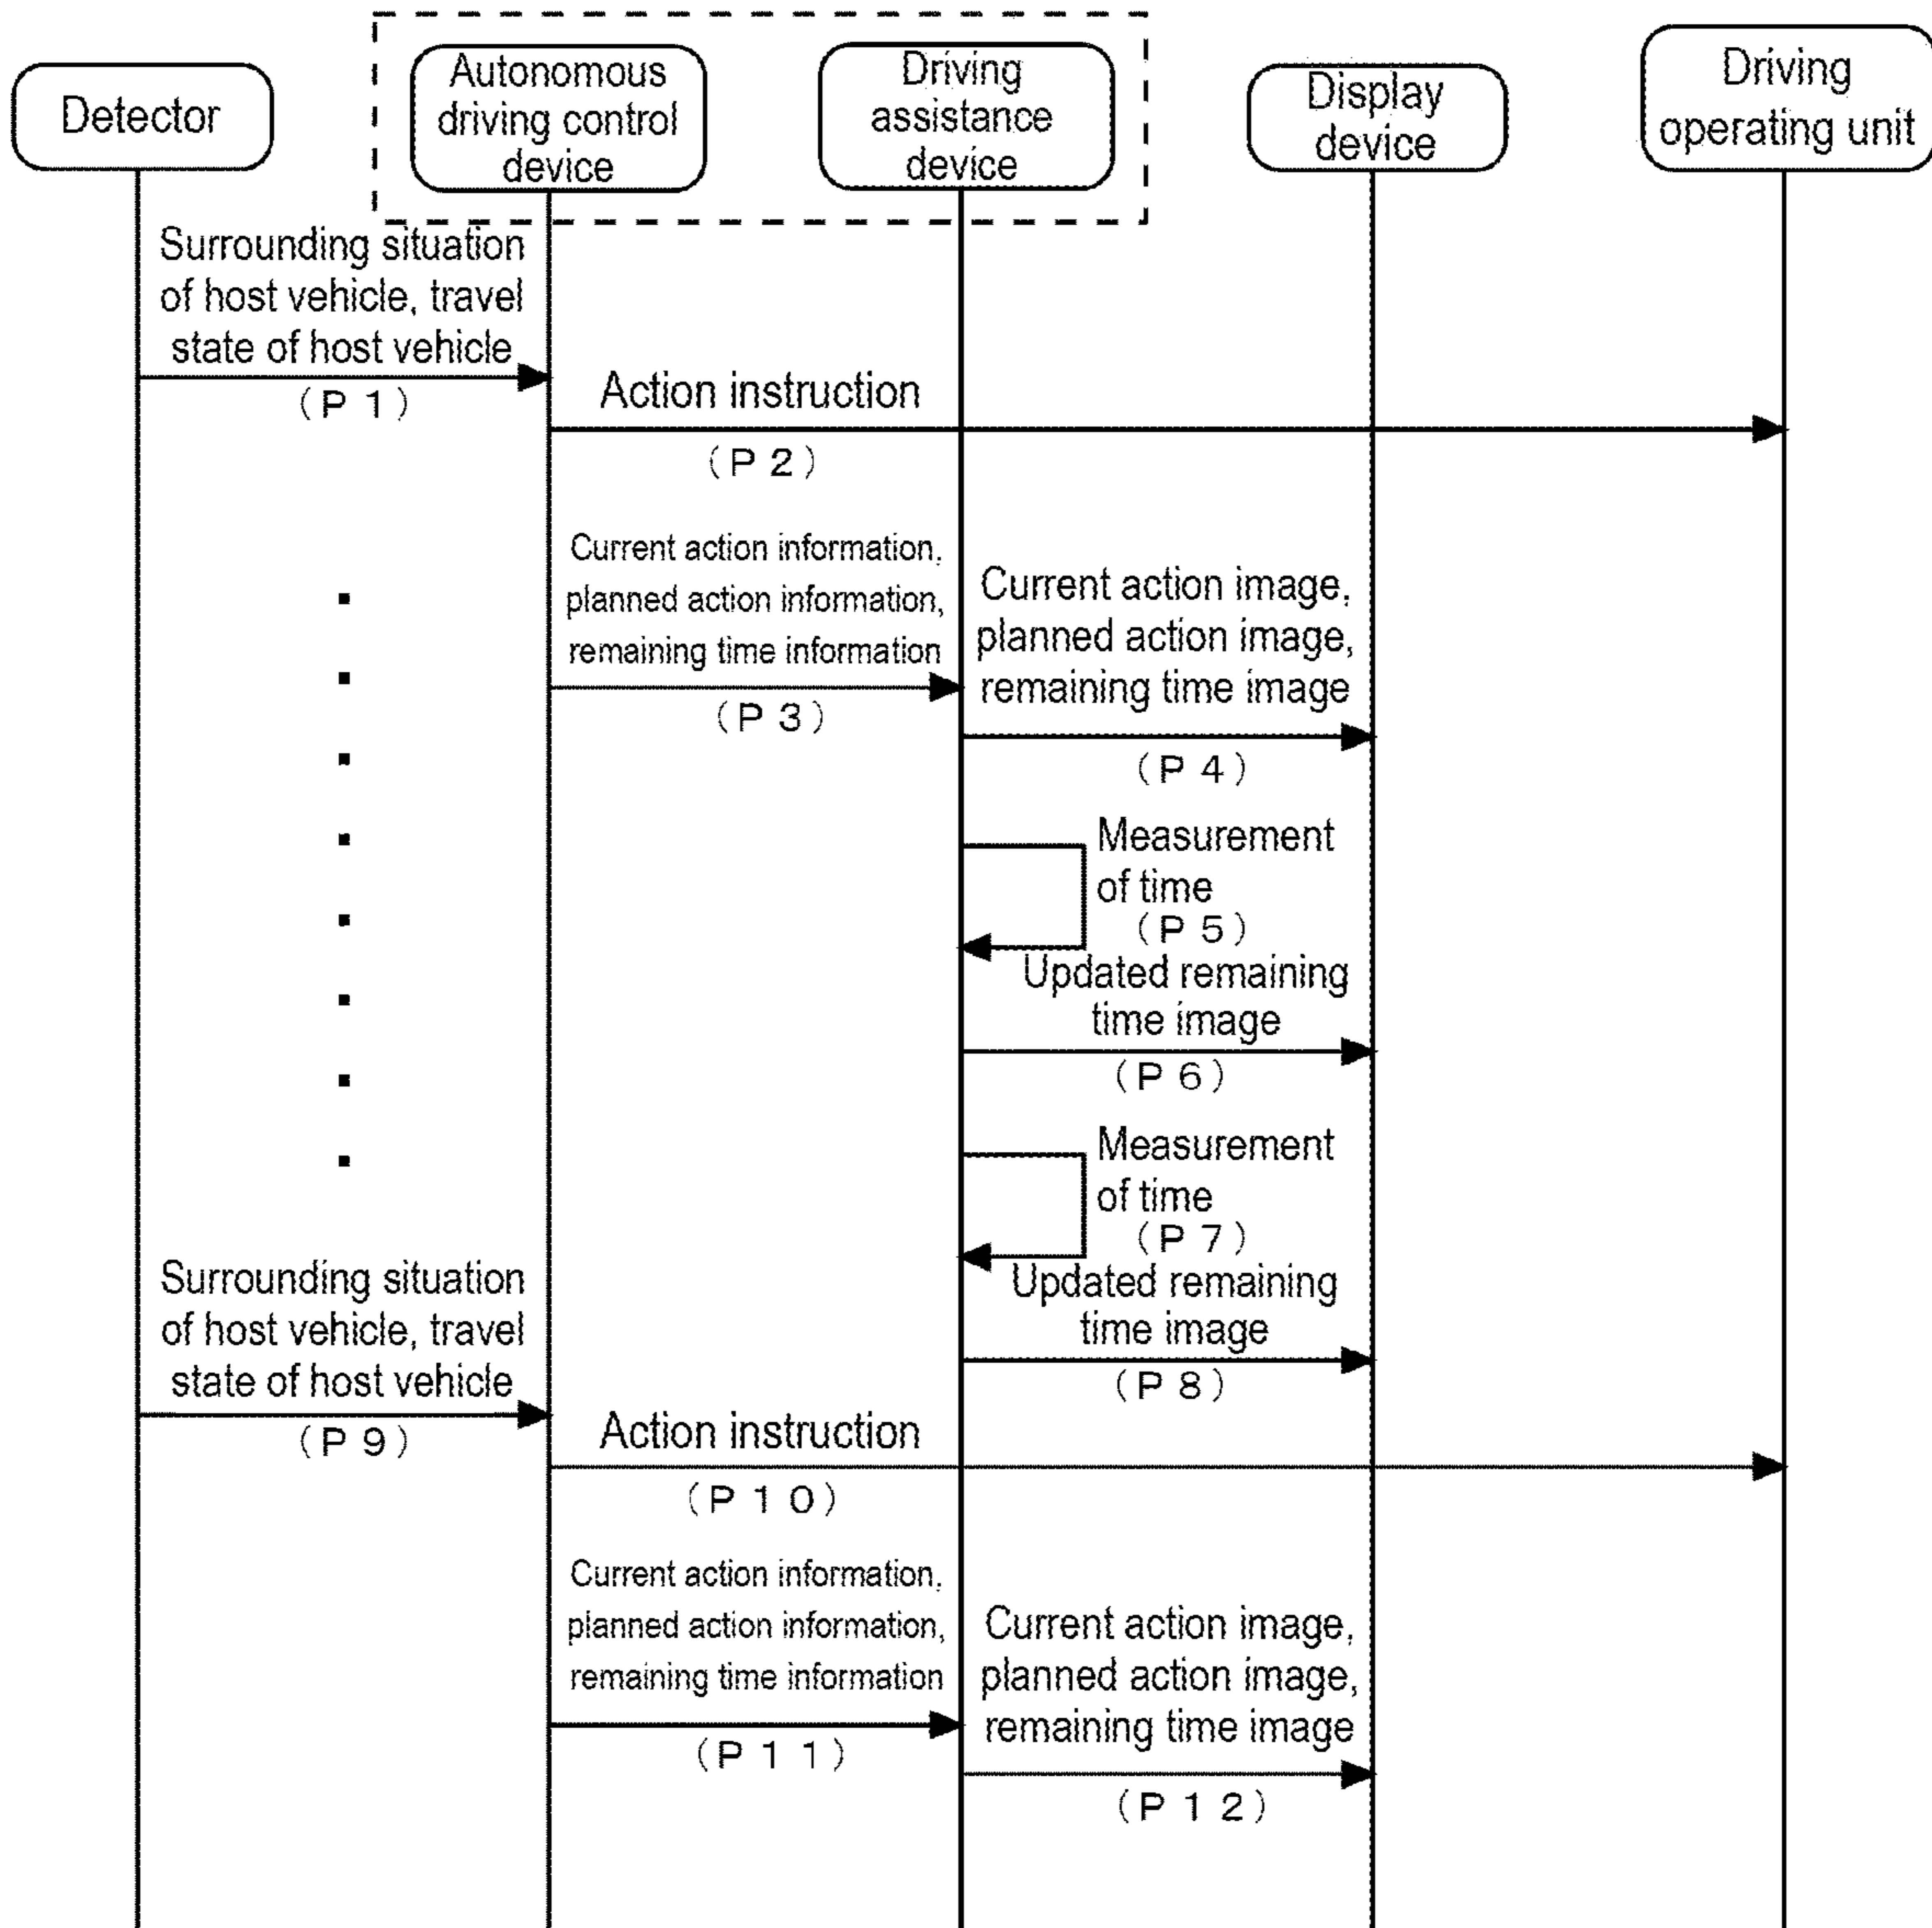 Detector
Autonomous
driving control
device
Driving
assistance
device
Display
device
Driving
operating unit
Surrounding situation
of host vehicle, travel
state of host vehicle
(P 1)
Action instruction
(P 2)
Current action information,
planned action information,
remaining time information
(P 3)
Current action image,
planned action image,
remaining time image
(P 4)
Measurement
of time
(P 5)
Updated remaining
time image
(P 6)
Measurement
of time
(P 7)
Updated remaining
time image
(P 8)
Surrounding situation
of host vehicle, travel
state of host vehicle
(P 9)
Action instruction
(P 1 0)
Current action information,
planned action information,
remaining time information
(P 1 1)
Current action image,
planned action image,
remaining time image
(P 1 2)